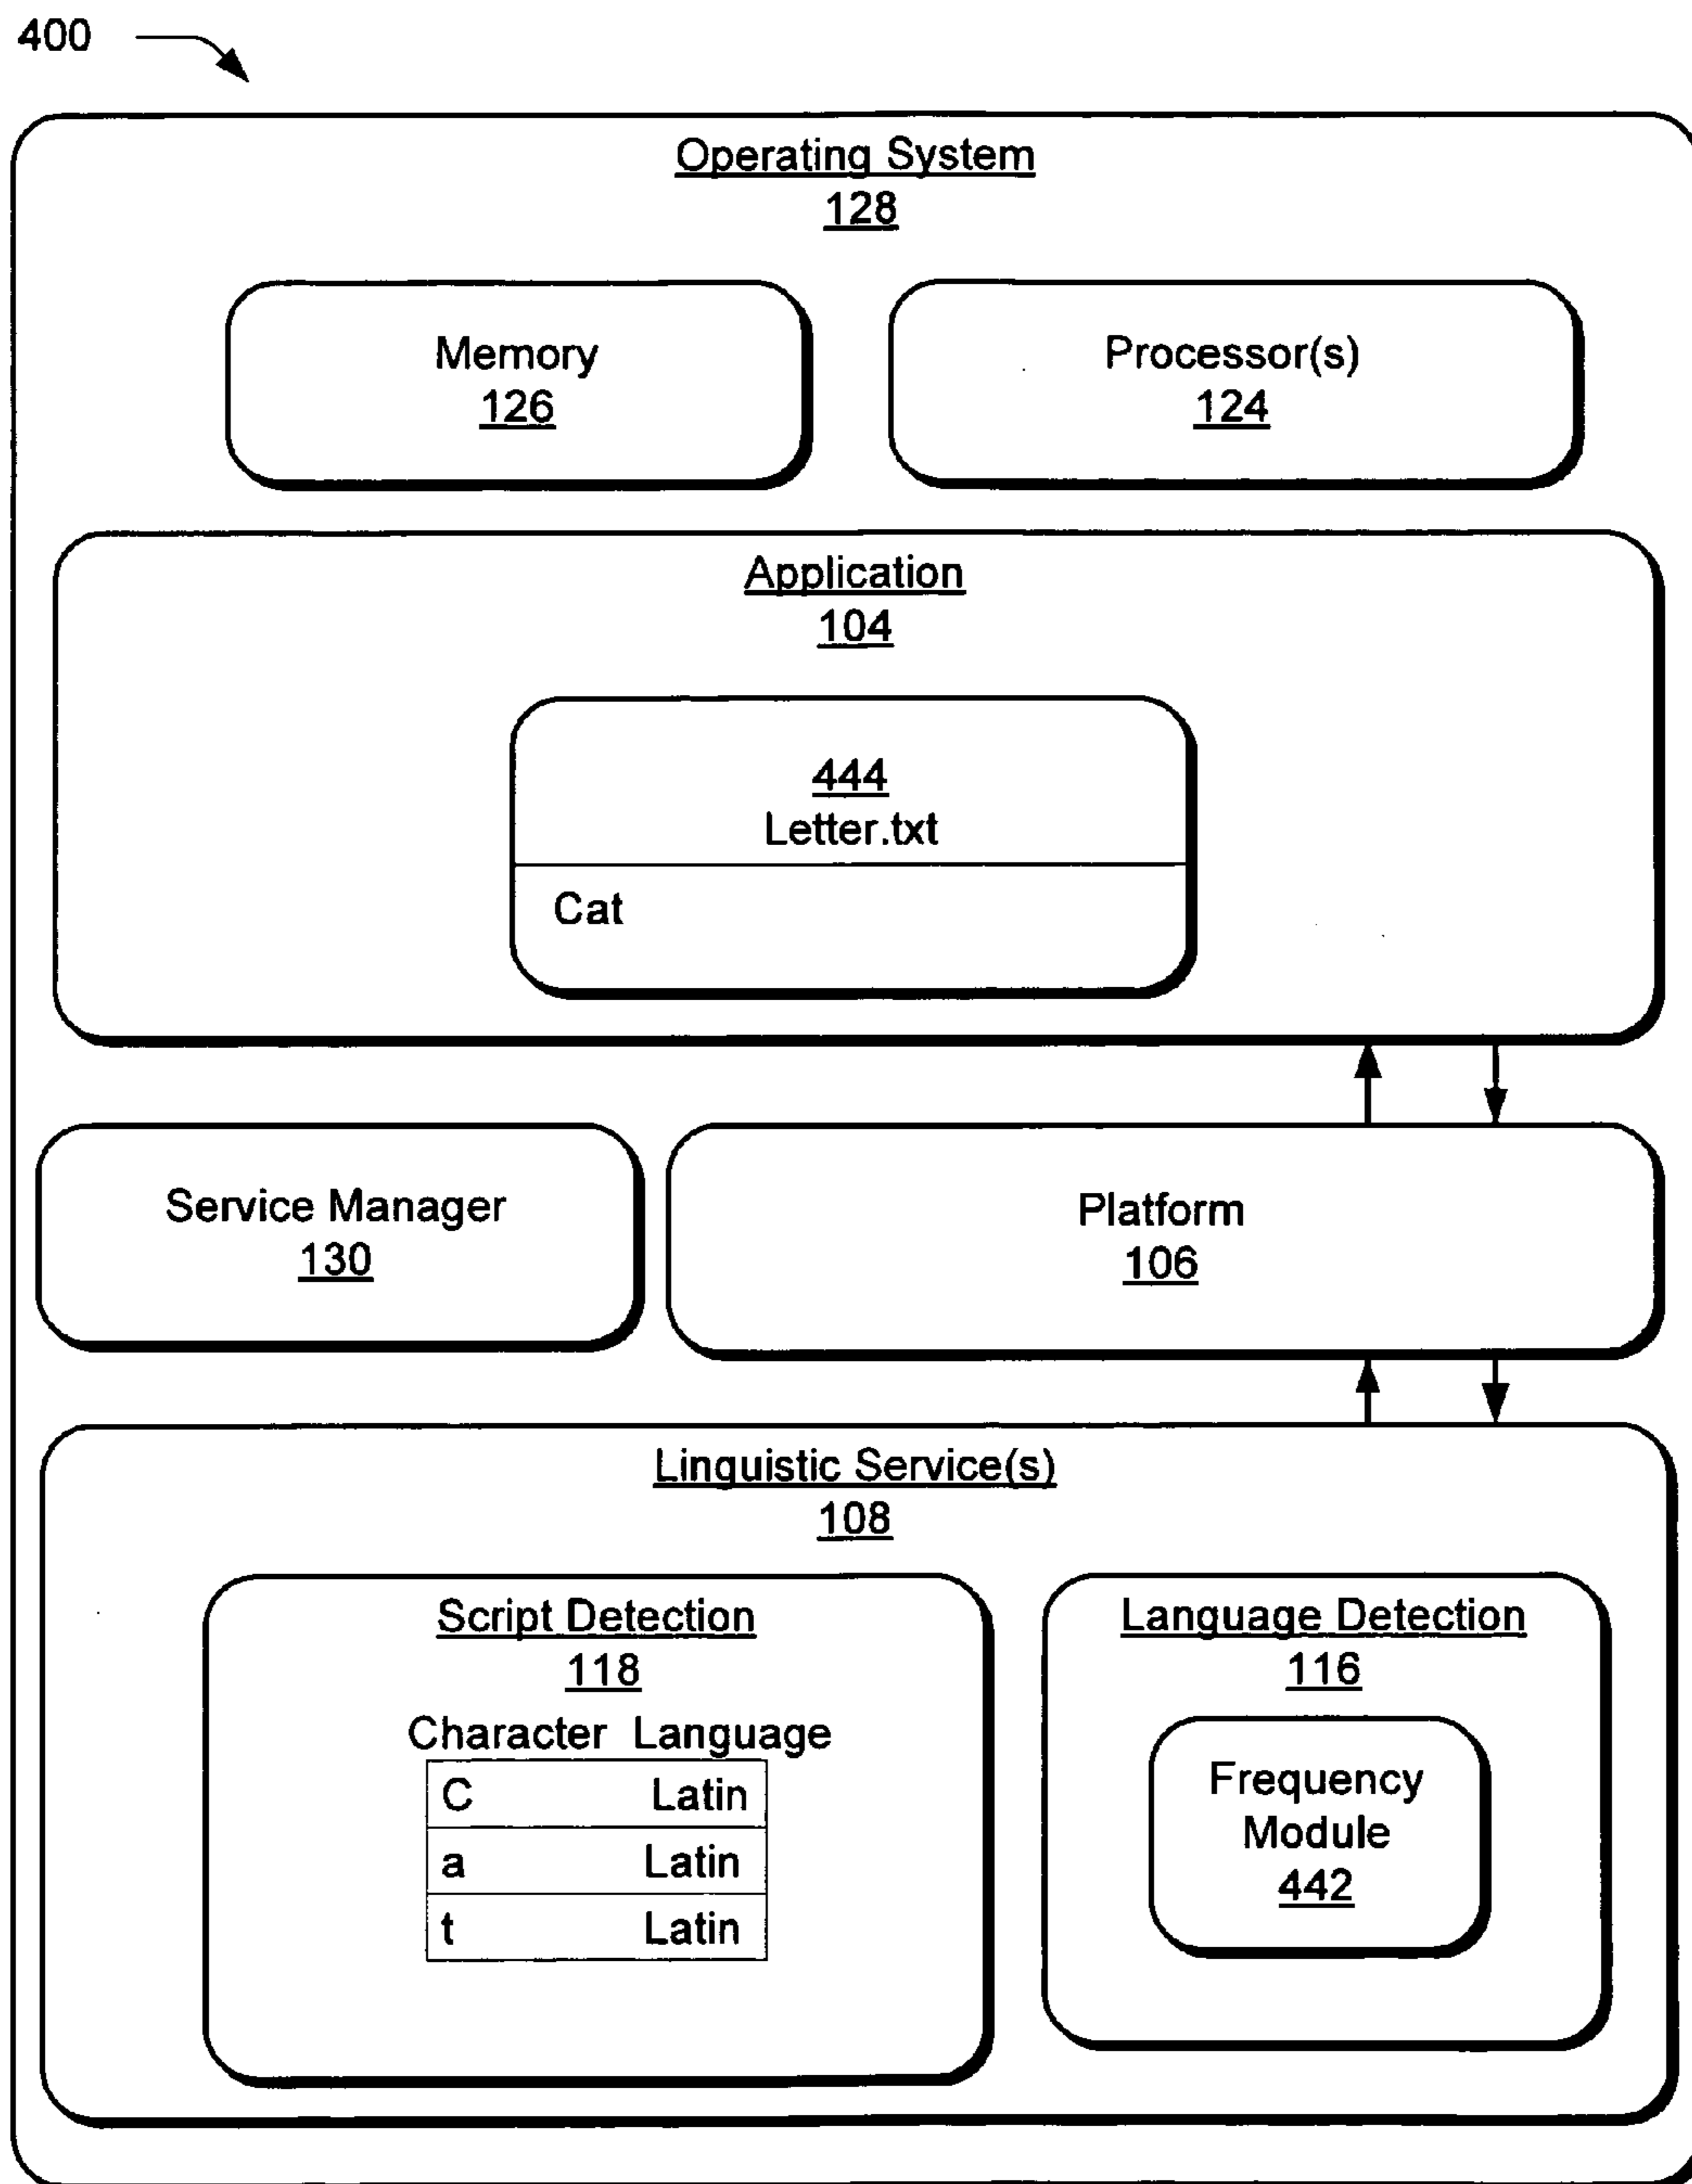 400
Operating System
128
Memory
126
Processor(s)
124
Application
104
444
Letter.txt
Cat
Service Manager
130
Platform
106
Linguistic Service(s)
108
Script Detection
118
Character Language
C Latin
a Latin
t Latin
Language Detection
116
Frequency
Module
442